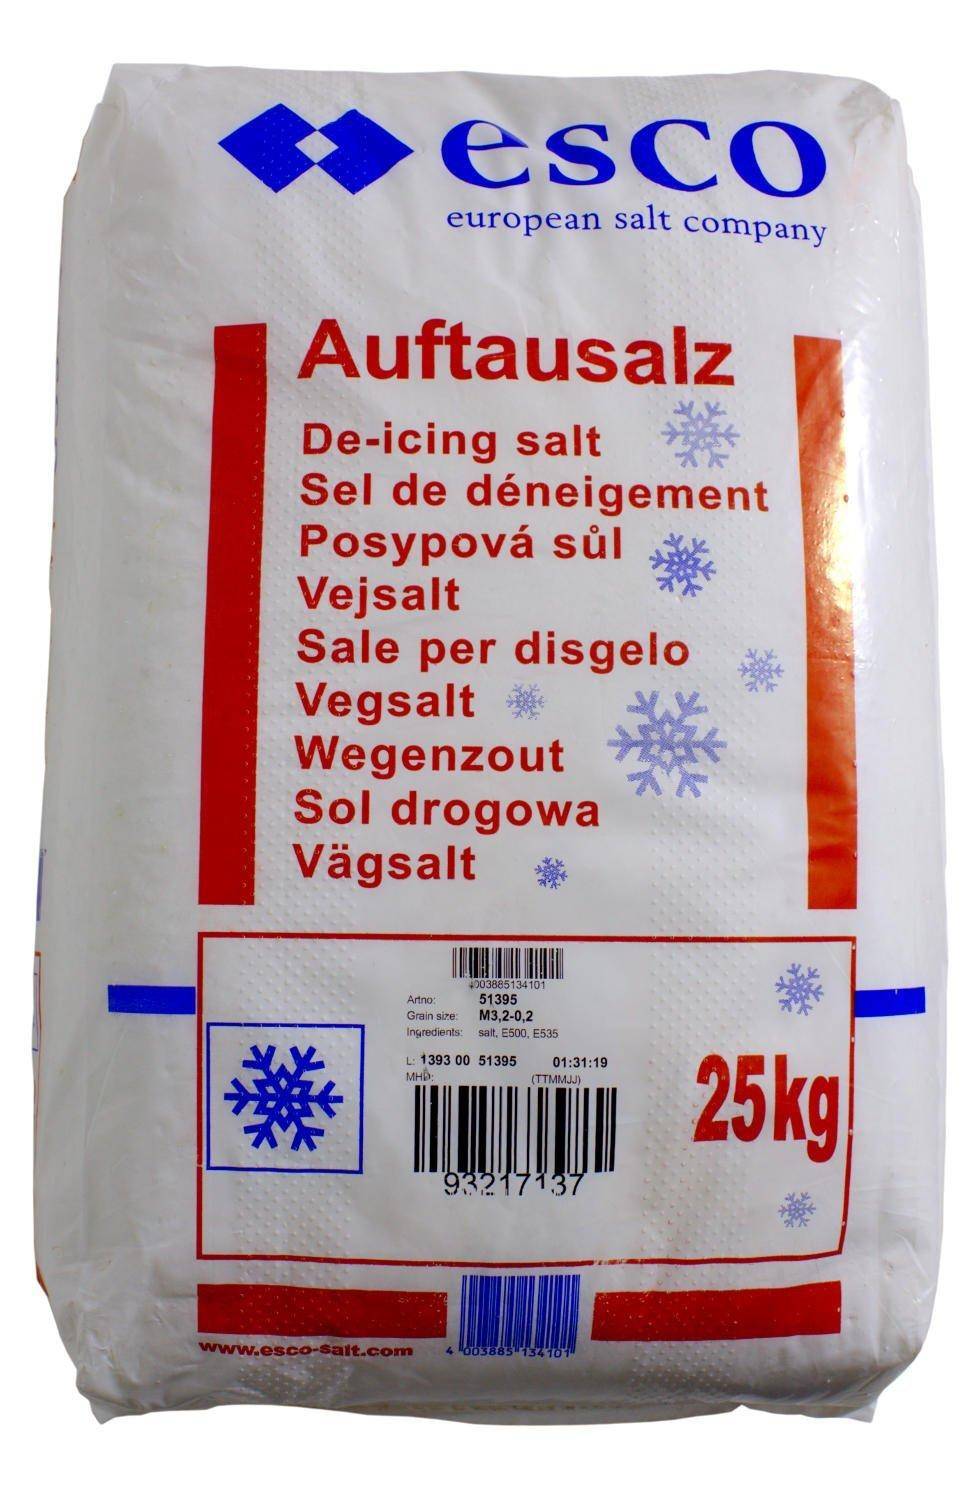 esco
european salt company
Auftausalz
De-icing salt
Sel de déneigement
Posypová sůl
Vejsalt
Sale per disgelo
Vegsalt
Wegenzout
Sol drogowa
Vägsalt
4003885134101
Artno: 51395
Grain size: M3,2-0,2
Ingredients: salt, E500, E535
L: 1393 00 51395 01:31:19
MHD: (TTMMJJ)
93217137
25 kg
www.esco-salt.com
4 003885 134101